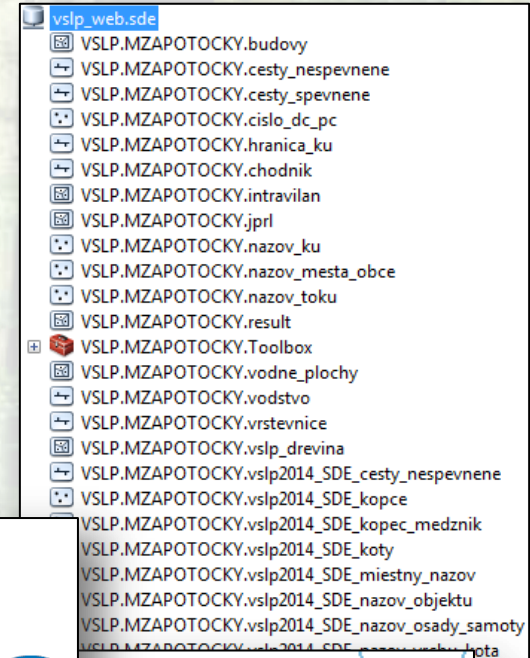 vslp_web.sde
VSLP.MZAPOTOCKY.budovy
VSLP.MZAPOTOCKY.cesty_nespevnene
VSLP.MZAPOTOCKY.cesty_spevnene
VSLP.MZAPOTOCKY.cislo_dc_pc
VSLP.MZAPOTOCKY.hranica_ku
VSLP.MZAPOTOCKY.chodnik
VSLP.MZAPOTOCKY.intravilan
VSLP.MZAPOTOCKY.jprl
VSLP.MZAPOTOCKY.nazov_ku
VSLP.MZAPOTOCKY.nazov_mesta_obce
VSLP.MZAPOTOCKY.nazov_toku
VSLP.MZAPOTOCKY.result
VSLP.MZAPOTOCKY.Toolbox
VSLP.MZAPOTOCKY.vodne_plochy
VSLP.MZAPOTOCKY.vodstvo
VSLP.MZAPOTOCKY.vrstevnice
VSLP.MZAPOTOCKY.vslp_drevina
VSLP.MZAPOTOCKY.vslp2014_SDE_cesty_nespevnene
VSLP.MZAPOTOCKY.vslp2014_SDE_kopce
VSLP.MZAPOTOCKY.vslp2014_SDE_kopec_medznik
VSLP.MZAPOTOCKY.vslp2014_SDE_koty
VSLP.MZAPOTOCKY.vslp2014_SDE_miestny_nazov
VSLP.MZAPOTOCKY.vslp2014_SDE_nazov_objektu
VSLP.MZAPOTOCKY.vslp2014_SDE_nazov_osady_samoty